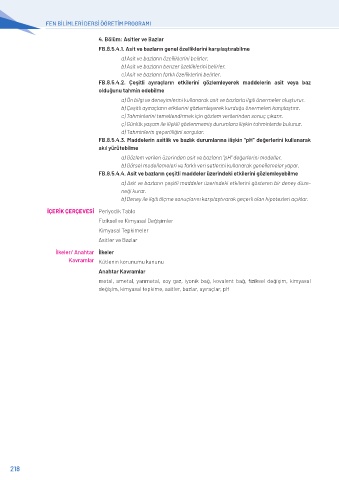 FEN BİLİMLERİ DERSİ ÖĞRETİM PROGRAMI
4. Bölüm: Asitler ve Bazlar
FB.8.5.4.1. Asit ve bazların genel özelliklerini karşılaştırabilme
a) Asit ve bazların özelliklerini belirler.
b) Asit ve bazların benzer özelliklerini belirler.
c) Asit ve bazların farklı özelliklerini belirler.
FB.8.5.4.2. Çeşitli ayraçların etkilerini gözlemleyerek maddelerin asit veya baz
olduğunu tahmin edebilme
a) Ön bilgi ve deneyimlerini kullanarak asit ve bazlarla ilgili önermeler oluşturur.
b) Çeşitli ayraçların etkilerini gözlemleyerek kurduğu önermeleri karşılaştırır.
c) Tahminlerini temellendirmek için gözlem verilerinden sonuç çıkarır.
ç) Günlük yaşam ile ilişkili gözlenmemiş durumlara ilişkin tahminlerde bulunur.
d) Tahminlerin geçerliliğini sorgular.
FB.8.5.4.3. Maddelerin asitlik ve bazlık durumlarına ilişkin "pH" değerlerini kullanarak
akıl yürütebilme
a) Gözlem verileri üzerinden asit ve bazların "pH" değerlerini modeller.
b) Görsel modellemeleri ve farklı veri setlerini kullanarak genellemeler yapar.
FB.8.5.4.4. Asit ve bazların çeşitli maddeler üzerindeki etkilerini gözlemleyebilme
a) Asit ve bazların çeşitli maddeler üzerindeki etkilerini gösteren bir deney düze-
neği kurar.
b) Deney ile ilgili ölçme sonuçlarını karşılaştırarak geçerli olan hipotezleri açıklar.
İÇERİK ÇERÇEVESİ Periyodik Tablo
Fiziksel ve Kimyasal Değişimler
Kimyasal Tepkimeler
Asitler ve Bazlar
İlkeler/ Anahtar İlkeler
Kavramlar Kütlenin korunumu kanunu
Anahtar Kavramlar
metal, ametal, yarımetal, soy gaz, iyonik bağ, kovalent bağ, fiziksel değişim, kimyasal
değişim, kimyasal tepkime, asitler, bazlar, ayıraçlar, pH
218